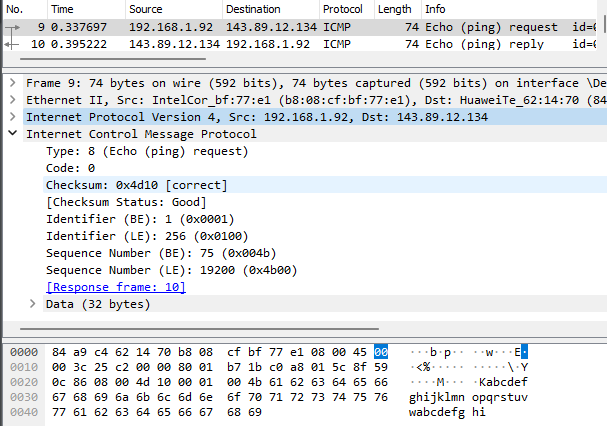 No. Time Source Destination Protocol Length Info
9 0.337697 192.168.1.92 143.89.12.134 ICMP 74 Echo (ping) request id=0
10 0.395222 143.89.12.134 192.168.1.92 ICMP 74 Echo (ping) reply id=0
Frame 9: 74 bytes on wire (592 bits), 74 bytes captured (592 bits) on interface \De
Ethernet II, Src: IntelCor_bf:77:e1 (b8:08:cf:bf:77:e1), Dst: HuaweiTe_62:14:70 (84
Internet Protocol Version 4, Src: 192.168.1.92, Dst: 143.89.12.134
Internet Control Message Protocol
Type: 8 (Echo (ping) request)
Code: 0
Checksum: 0x4d10 [correct]
[Checksum Status: Good]
Identifier (BE): 1 (0x0001)
Identifier (LE): 256 (0x0100)
Sequence Number (BE): 75 (0x004b)
Sequence Number (LE): 19200 (0x4b00)
[Response frame: 10]
Data (32 bytes)
0000 84 a9 c4 62 14 70 b8 08 cf bf 77 e1 08 00 45 00 ···b·p·· ··w···E·
0010 00 3c 25 c2 00 00 80 01 b7 1b c0 a8 01 5c 8f 59 ·<%····· ·····\·Y
0020 0c 86 08 00 4d 10 00 01 00 4b 61 62 63 64 65 66 ····M··· ·Kabcdef
0030 67 68 69 6a 6b 6c 6d 6e 6f 70 71 72 73 74 75 76 ghijklmn opqrstuv
0040 77 61 62 63 64 65 66 67 68 69 wabcdefg hi